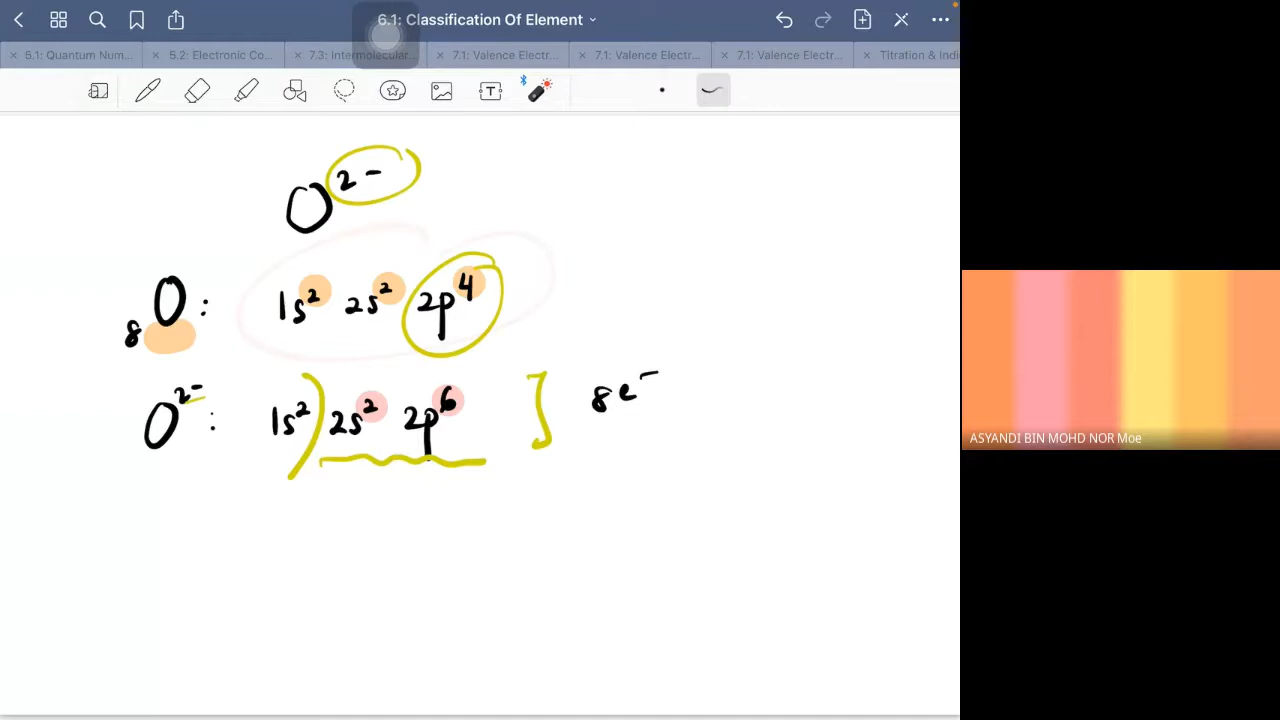 6.1: Classification Of Element
5.1: Quantum Num... 5.2: Electronic Co... 7.3: Intermolecular 7.1: Valence Electr... 7.1: Valence Electr... 7.1: Valence Electr... Titration & Indi
O²⁻
₈O: 1s² 2s² 2p⁴
O²⁻: 1s² 2s² 2p⁶ 8e⁻
ASYANDI BIN MOHD NOR Moe